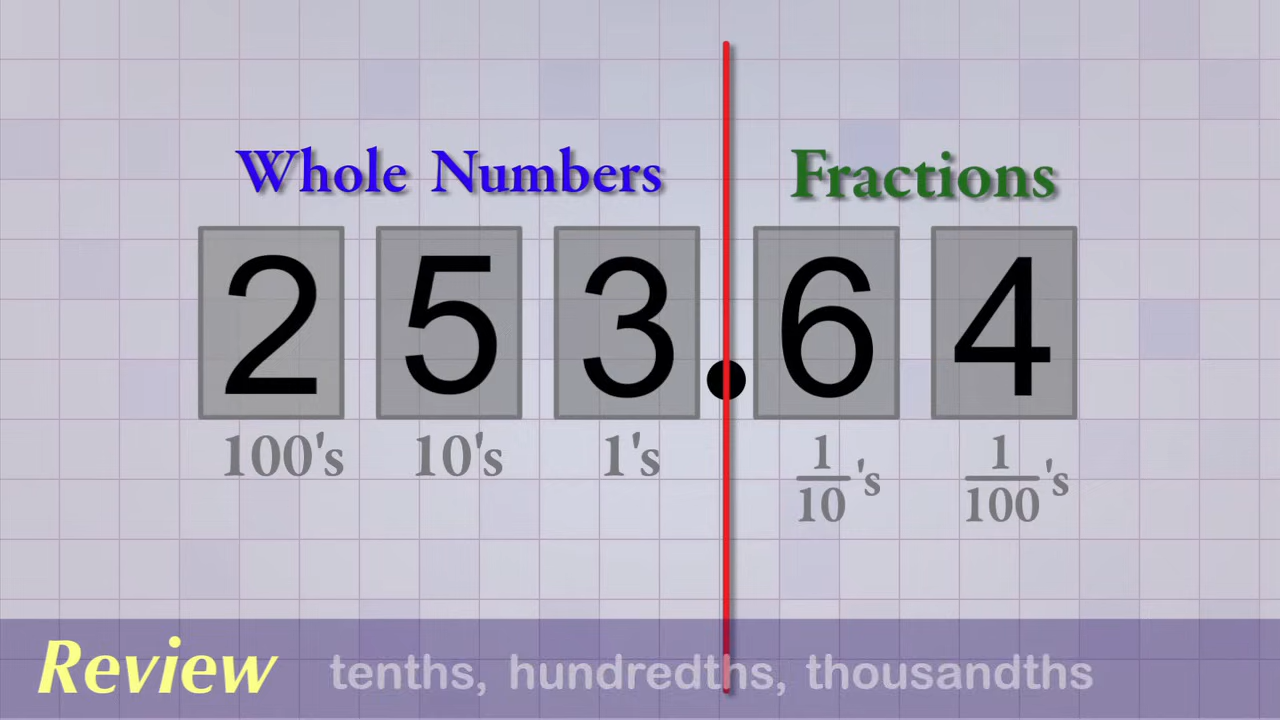 Whole Numbers Fractions
2 5 3 . 6 4
100's 10's 1's 1/10's 1/100's
Review tenths, hundredths, thousandths